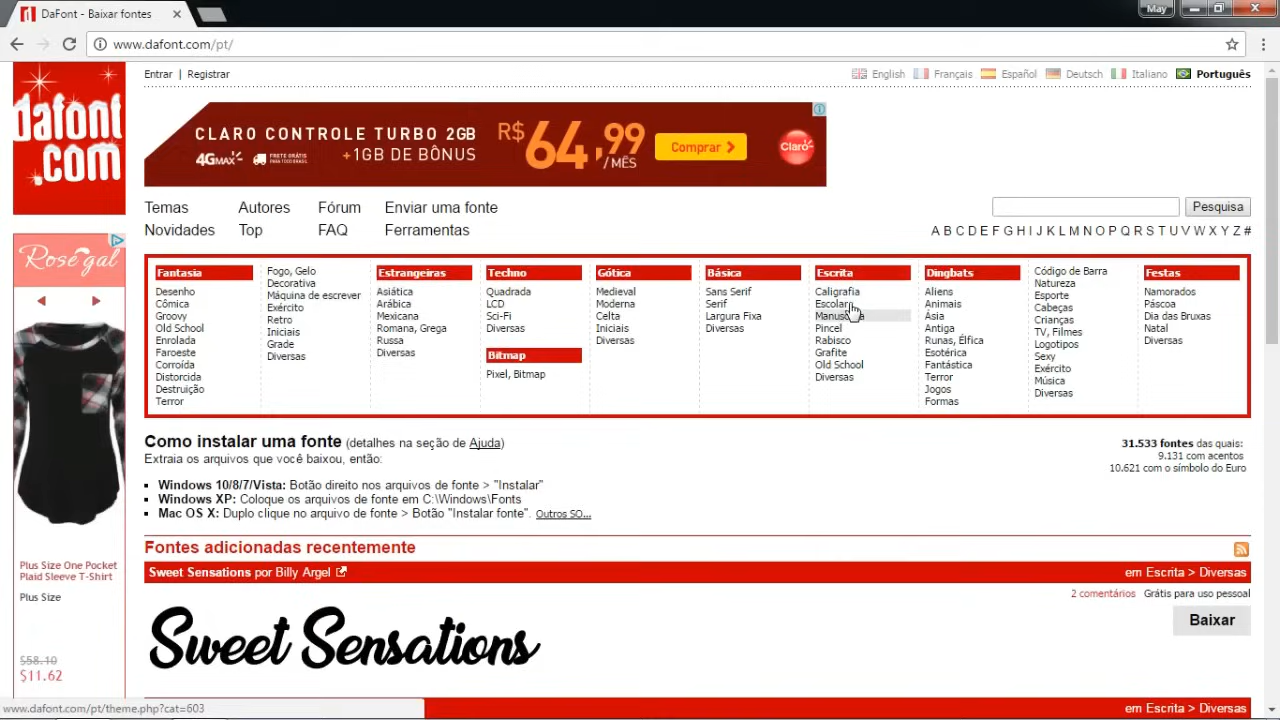 DaFont - Baixar fontes
May
www.dafont.com/pt/
dafont
.com
Entrar | Registrar
English Français Español Deutsch Italiano Português
CLARO CONTROLE TURBO 2GB
4GMAX FRETE GRÁTIS +1GB DE BÔNUS
R$ 64,99 /MÊS
Comprar
Claro
Temas Autores Fórum Enviar uma fonte
Novidades Top FAQ Ferramentas
Pesquisa
A B C D E F G H I J K L M N O P Q R S T U V W X Y Z #
Fantasia
Desenho
Cômica
Groovy
Old School
Enrolada
Faroeste
Corroída
Distorcida
Destruição
Terror
Fogo, Gelo
Decorativa
Máquina de escrever
Exército
Retro
Iniciais
Grade
Diversas
Estrangeiras
Asiática
Arábica
Mexicana
Romana, Grega
Russa
Diversas
Techno
Quadrada
LCD
Sci-Fi
Diversas
Bitmap
Pixel, Bitmap
Gótica
Medieval
Moderna
Celta
Iniciais
Diversas
Básica
Sans Serif
Serif
Largura Fixa
Diversas
Escrita
Caligrafia
Escolar
Pincel
Rabisco
Grafite
Old School
Diversas
Dingbats
Aliens
Animais
Ásia
Antiga
Runas, Élfica
Esotérica
Fantástica
Terror
Jogos
Formas
Código de Barra
Natureza
Esporte
Cabeças
Crianças
TV, Filmes
Logotipos
Sexy
Exército
Música
Diversas
Festas
Namorados
Páscoa
Dia das Bruxas
Natal
Diversas
Rosegal
Plus Size One Pocket
Plaid Sleeve T-Shirt
Plus Size
$58.10
$11.62
Como instalar uma fonte (detalhes na seção de Ajuda)
Extraia os arquivos que você baixou, então:
Windows 10/8/7/Vista: Botão direito nos arquivos de fonte > "Instalar"
Windows XP: Coloque os arquivos de fonte em C:\Windows\Fonts
Mac OS X: Duplo clique no arquivo de fonte > Botão "Instalar fonte". Outros SO...
31.533 fontes das quais:
9.131 com acentos
10.621 com o símbolo do Euro
Fontes adicionadas recentemente
Sweet Sensations por Billy Argel em Escrita > Diversas
2 comentários Grátis para uso pessoal
Baixar
Sweet Sensations
www.dafont.com/pt/theme.php?cat=603
em Escrita > Diversas